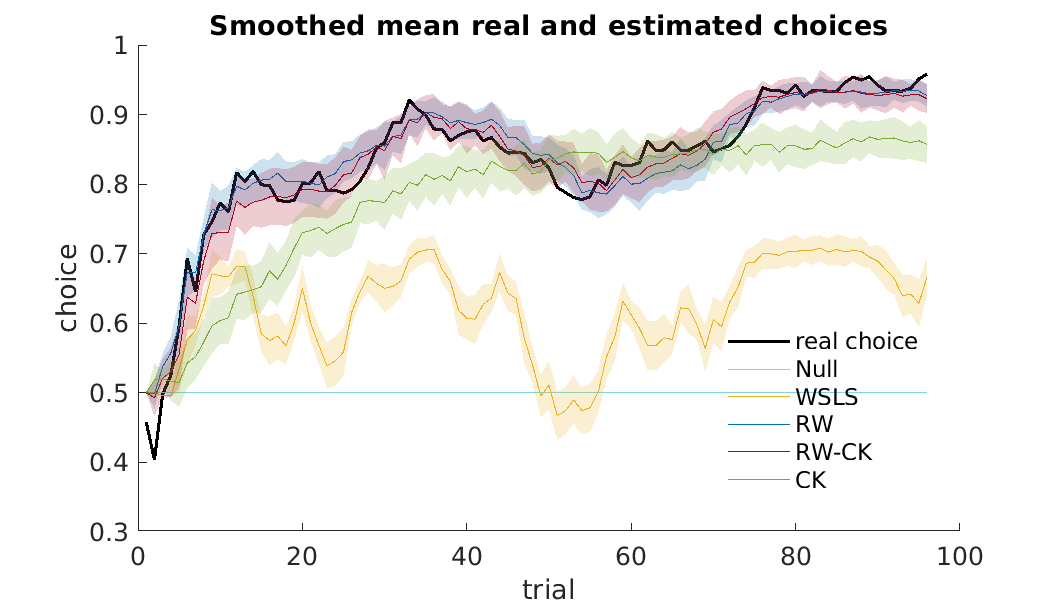 Smoothed mean real and estimated choices
1
0.9
0.8
0.7
0.6
0.5
0.4
0.3
choice
real choice
Null
WSLS
RW
RW-CK
CK
0
20
40
60
80
100
trial